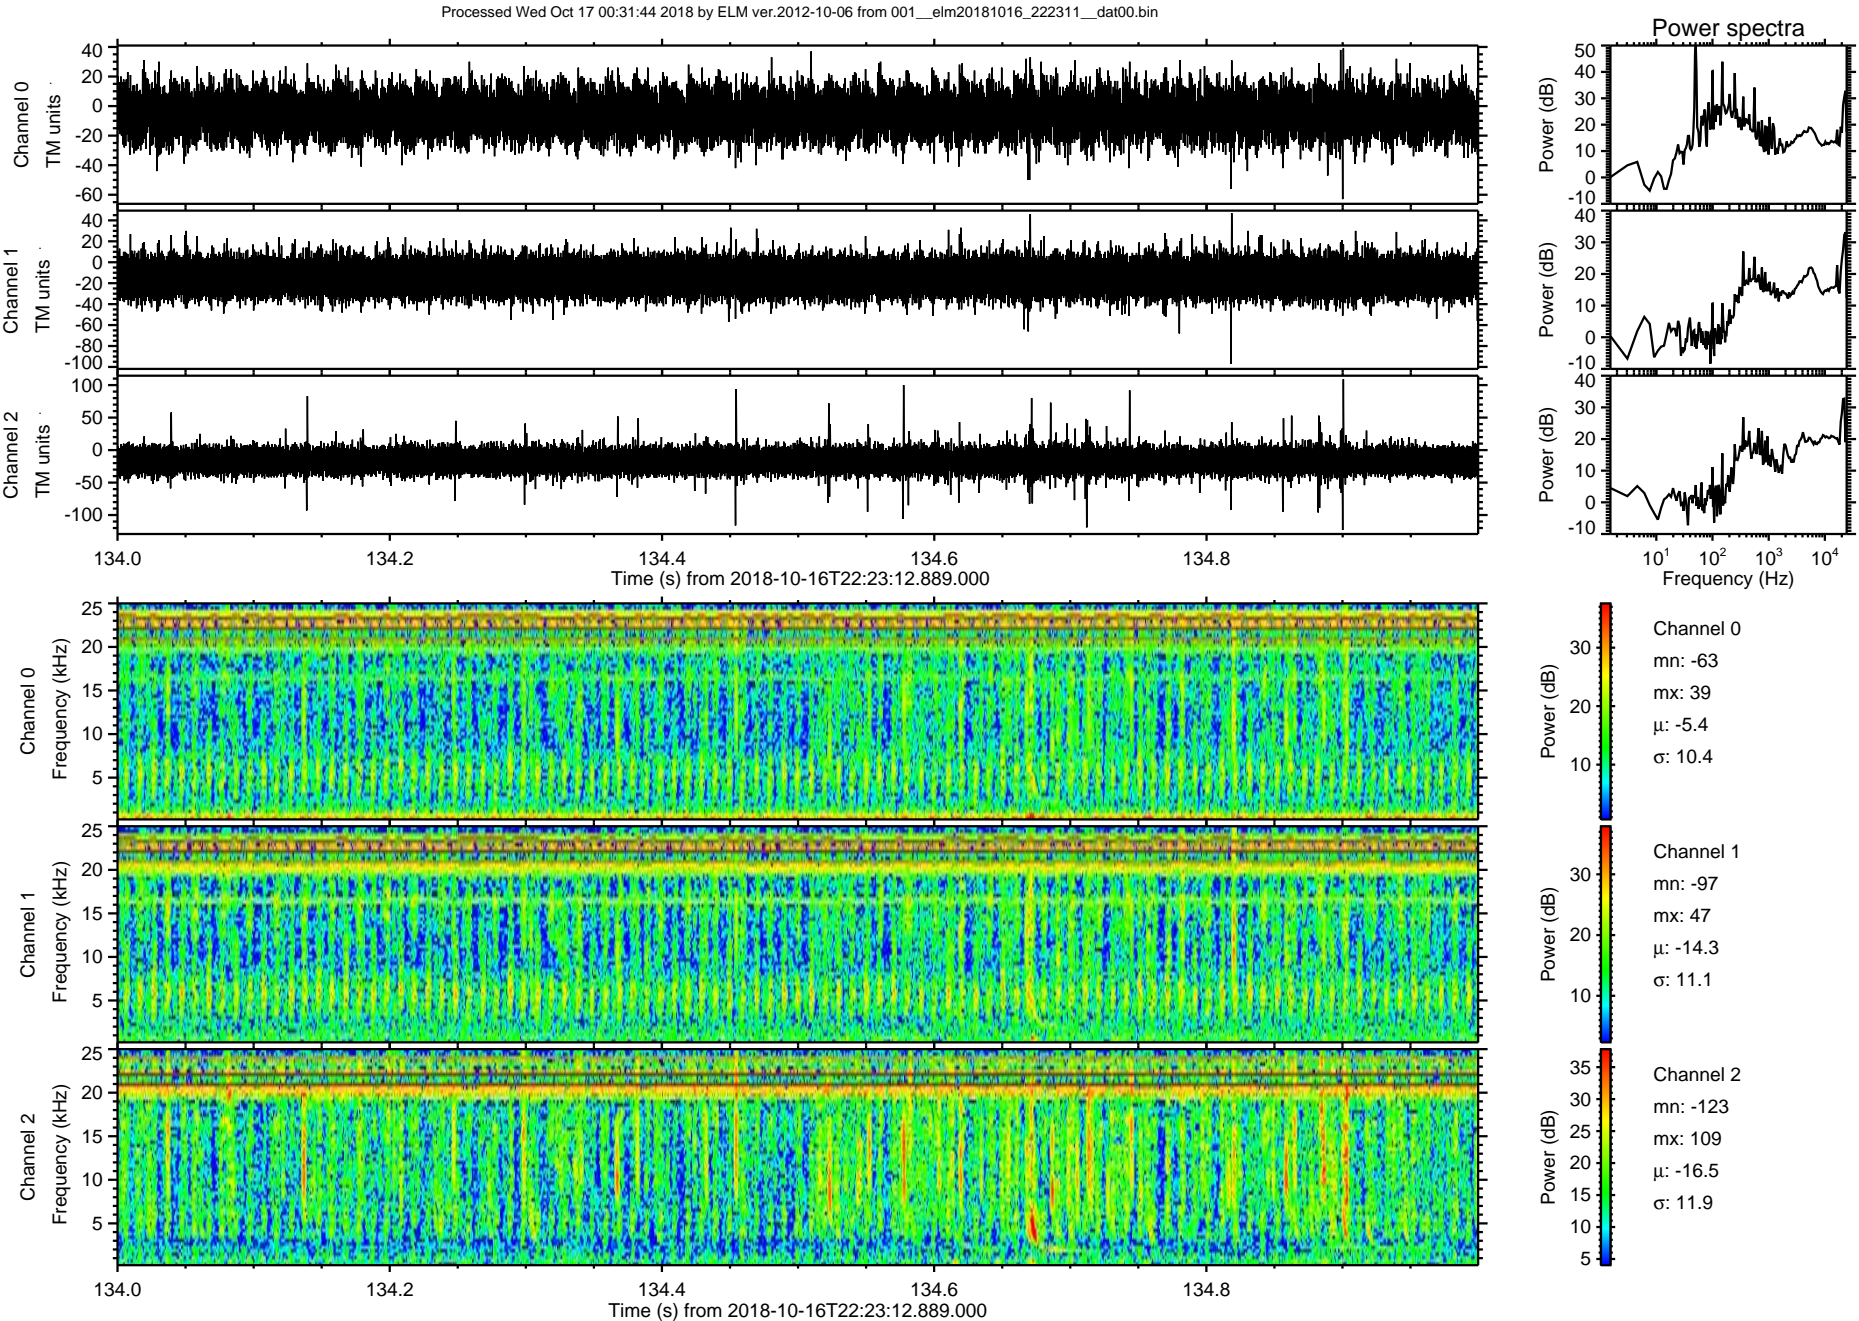 Processed Wed Oct 17 00:31:44 2018 by ELM ver.2012-10-06 from 001__elm20181016_222311__dat00.bin
Power spectra
Channel 0
TM units
40
20
0
-20
-40
-60
Power (dB)
50
40
30
20
10
0
-10
Channel 1
TM units
40
20
0
-20
-40
-60
-80
-100
Power (dB)
40
30
20
10
0
-10
Channel 2
TM units
100
50
0
-50
-100
Power (dB)
40
30
20
10
0
-10
134.0 134.2 134.4 134.6 134.8
Time (s) from 2018-10-16T22:23:12.889.000
10^1 10^2 10^3 10^4
Frequency (Hz)
Channel 0
Frequency (kHz)
25
20
15
10
5
Power (dB)
30
20
10
Channel 0
mn: -63
mx: 39
μ: -5.4
σ: 10.4
Channel 1
Frequency (kHz)
25
20
15
10
5
Power (dB)
30
20
10
Channel 1
mn: -97
mx: 47
μ: -14.3
σ: 11.1
Channel 2
Frequency (kHz)
25
20
15
10
5
Power (dB)
35
30
25
20
15
10
5
Channel 2
mn: -123
mx: 109
μ: -16.5
σ: 11.9
134.0 134.2 134.4 134.6 134.8
Time (s) from 2018-10-16T22:23:12.889.000